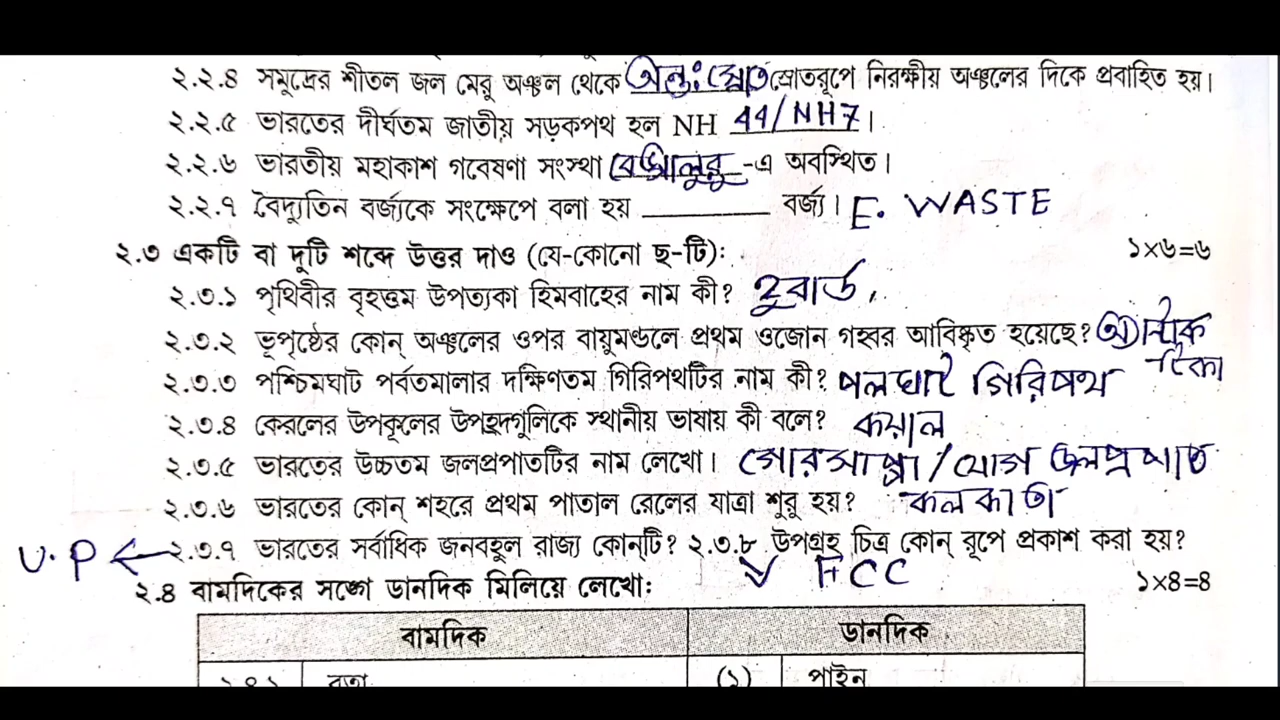 ২.২.৪ সমুদ্রের শীতল জল মেরু অঞ্চল থেকে অন্তঃস্রোত স্রোতরূপে নিরক্ষীয় অঞ্চলের দিকে প্রবাহিত হয়।
২.২.৫ ভারতের দীর্ঘতম জাতীয় সড়কপথ হল NH 44/NH7।
২.২.৬ ভারতীয় মহাকাশ গবেষণা সংস্থা বেঙ্গালুরু -এ অবস্থিত।
২.২.৭ বৈদ্যুতিন বর্জ্যকে সংক্ষেপে বলা হয় __________ বর্জ্য। E. WASTE
২.৩ একটি বা দুটি শব্দে উত্তর দাও (যে-কোনো ছ-টি): ১×৬=৬
২.৩.১ পৃথিবীর বৃহত্তম উপত্যকা হিমবাহের নাম কী? হুবার্ড,
২.৩.২ ভূপৃষ্ঠের কোন্ অঞ্চলের ওপর বায়ুমণ্ডলে প্রথম ওজোন গহ্বর আবিষ্কৃত হয়েছে? আন্টার্ক
টিকা
২.৩.৩ পশ্চিমঘাট পর্বতমালার দক্ষিণতম গিরিপথটির নাম কী? পলঘাট গিরিপথ
২.৩.৪ কেরলের উপকূলের উপহ্রদগুলিকে স্থানীয় ভাষায় কী বলে? কয়াল
২.৩.৫ ভারতের উচ্চতম জলপ্রপাতটির নাম লেখো। গেরসাপ্পা/যোগ জলপ্রপাত
২.৩.৬ ভারতের কোন্ শহরে প্রথম পাতাল রেলের যাত্রা শুরু হয়? কলকাতা
U.P ← ২.৩.৭ ভারতের সর্বাধিক জনবহুল রাজ্য কোন্‌টি? ২.৩.৮ উপগ্রহ চিত্র কোন্ রূপে প্রকাশ করা হয়?
FCC
২.৪ বামদিকের সঙ্গে ডানদিক মিলিয়ে লেখো: ১×৪=৪
বামদিক ডানদিক
(১) পাইন